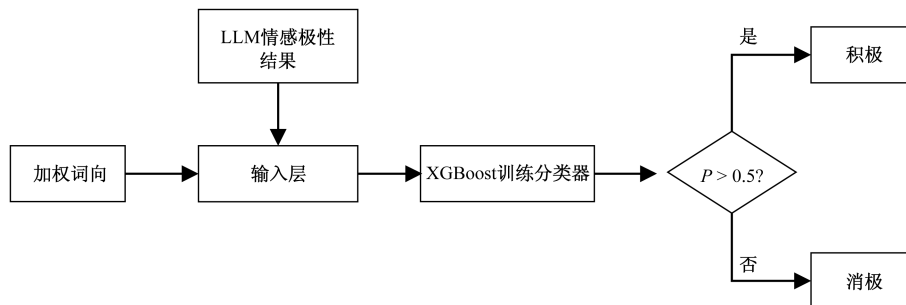 LLM情感极性
结果
是
积极
加权词向
输入层
XGBoost训练分类器
P > 0.5?
否
消极